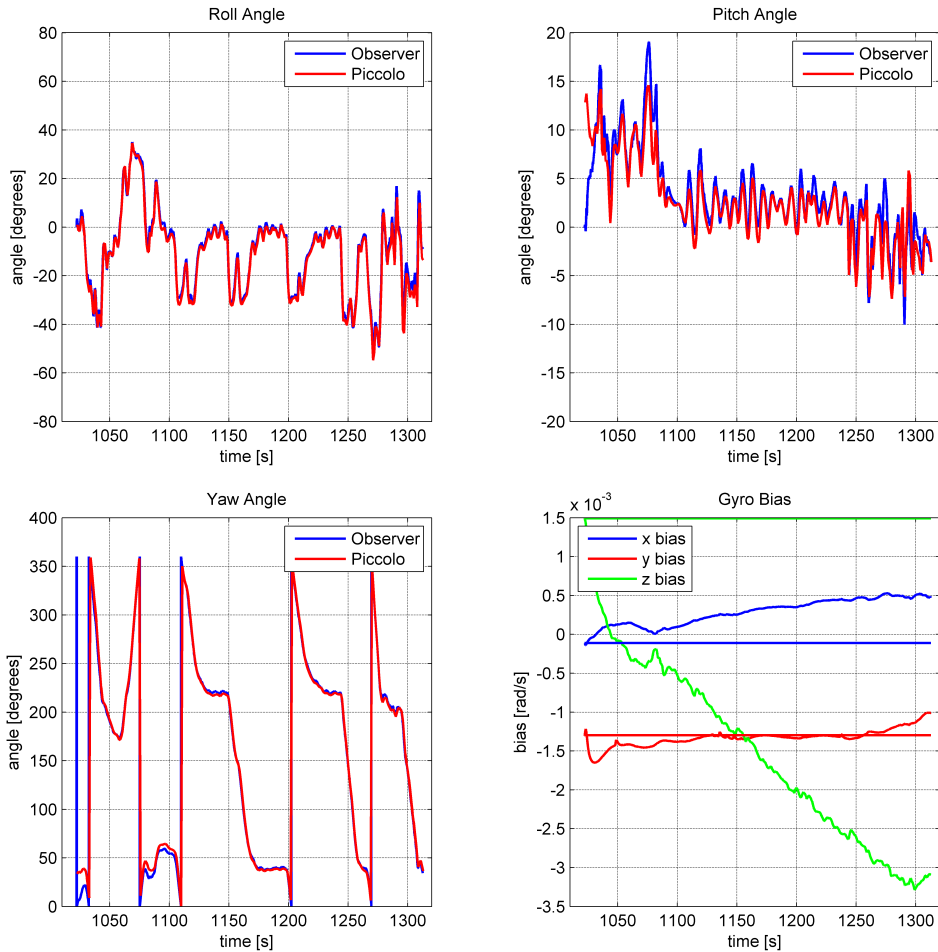 Roll Angle
80
60
40
20
0
-20
-40
-60
-80
angle [degrees]
Observer
Piccolo
1050 1100 1150 1200 1250 1300
time [s]
Pitch Angle
20
15
10
5
0
-5
-10
-15
-20
angle [degrees]
Observer
Piccolo
1050 1100 1150 1200 1250 1300
time [s]
Yaw Angle
400
350
300
250
200
150
100
50
0
angle [degrees]
Observer
Piccolo
1050 1100 1150 1200 1250 1300
time [s]
Gyro Bias
x 10-3
1.5
0.5
0
-0.5
-1
-1.5
-2
-2.5
-3
-3.5
bias [rad/s]
x bias
y bias
z bias
1050 1100 1150 1200 1250 1300
time [s]